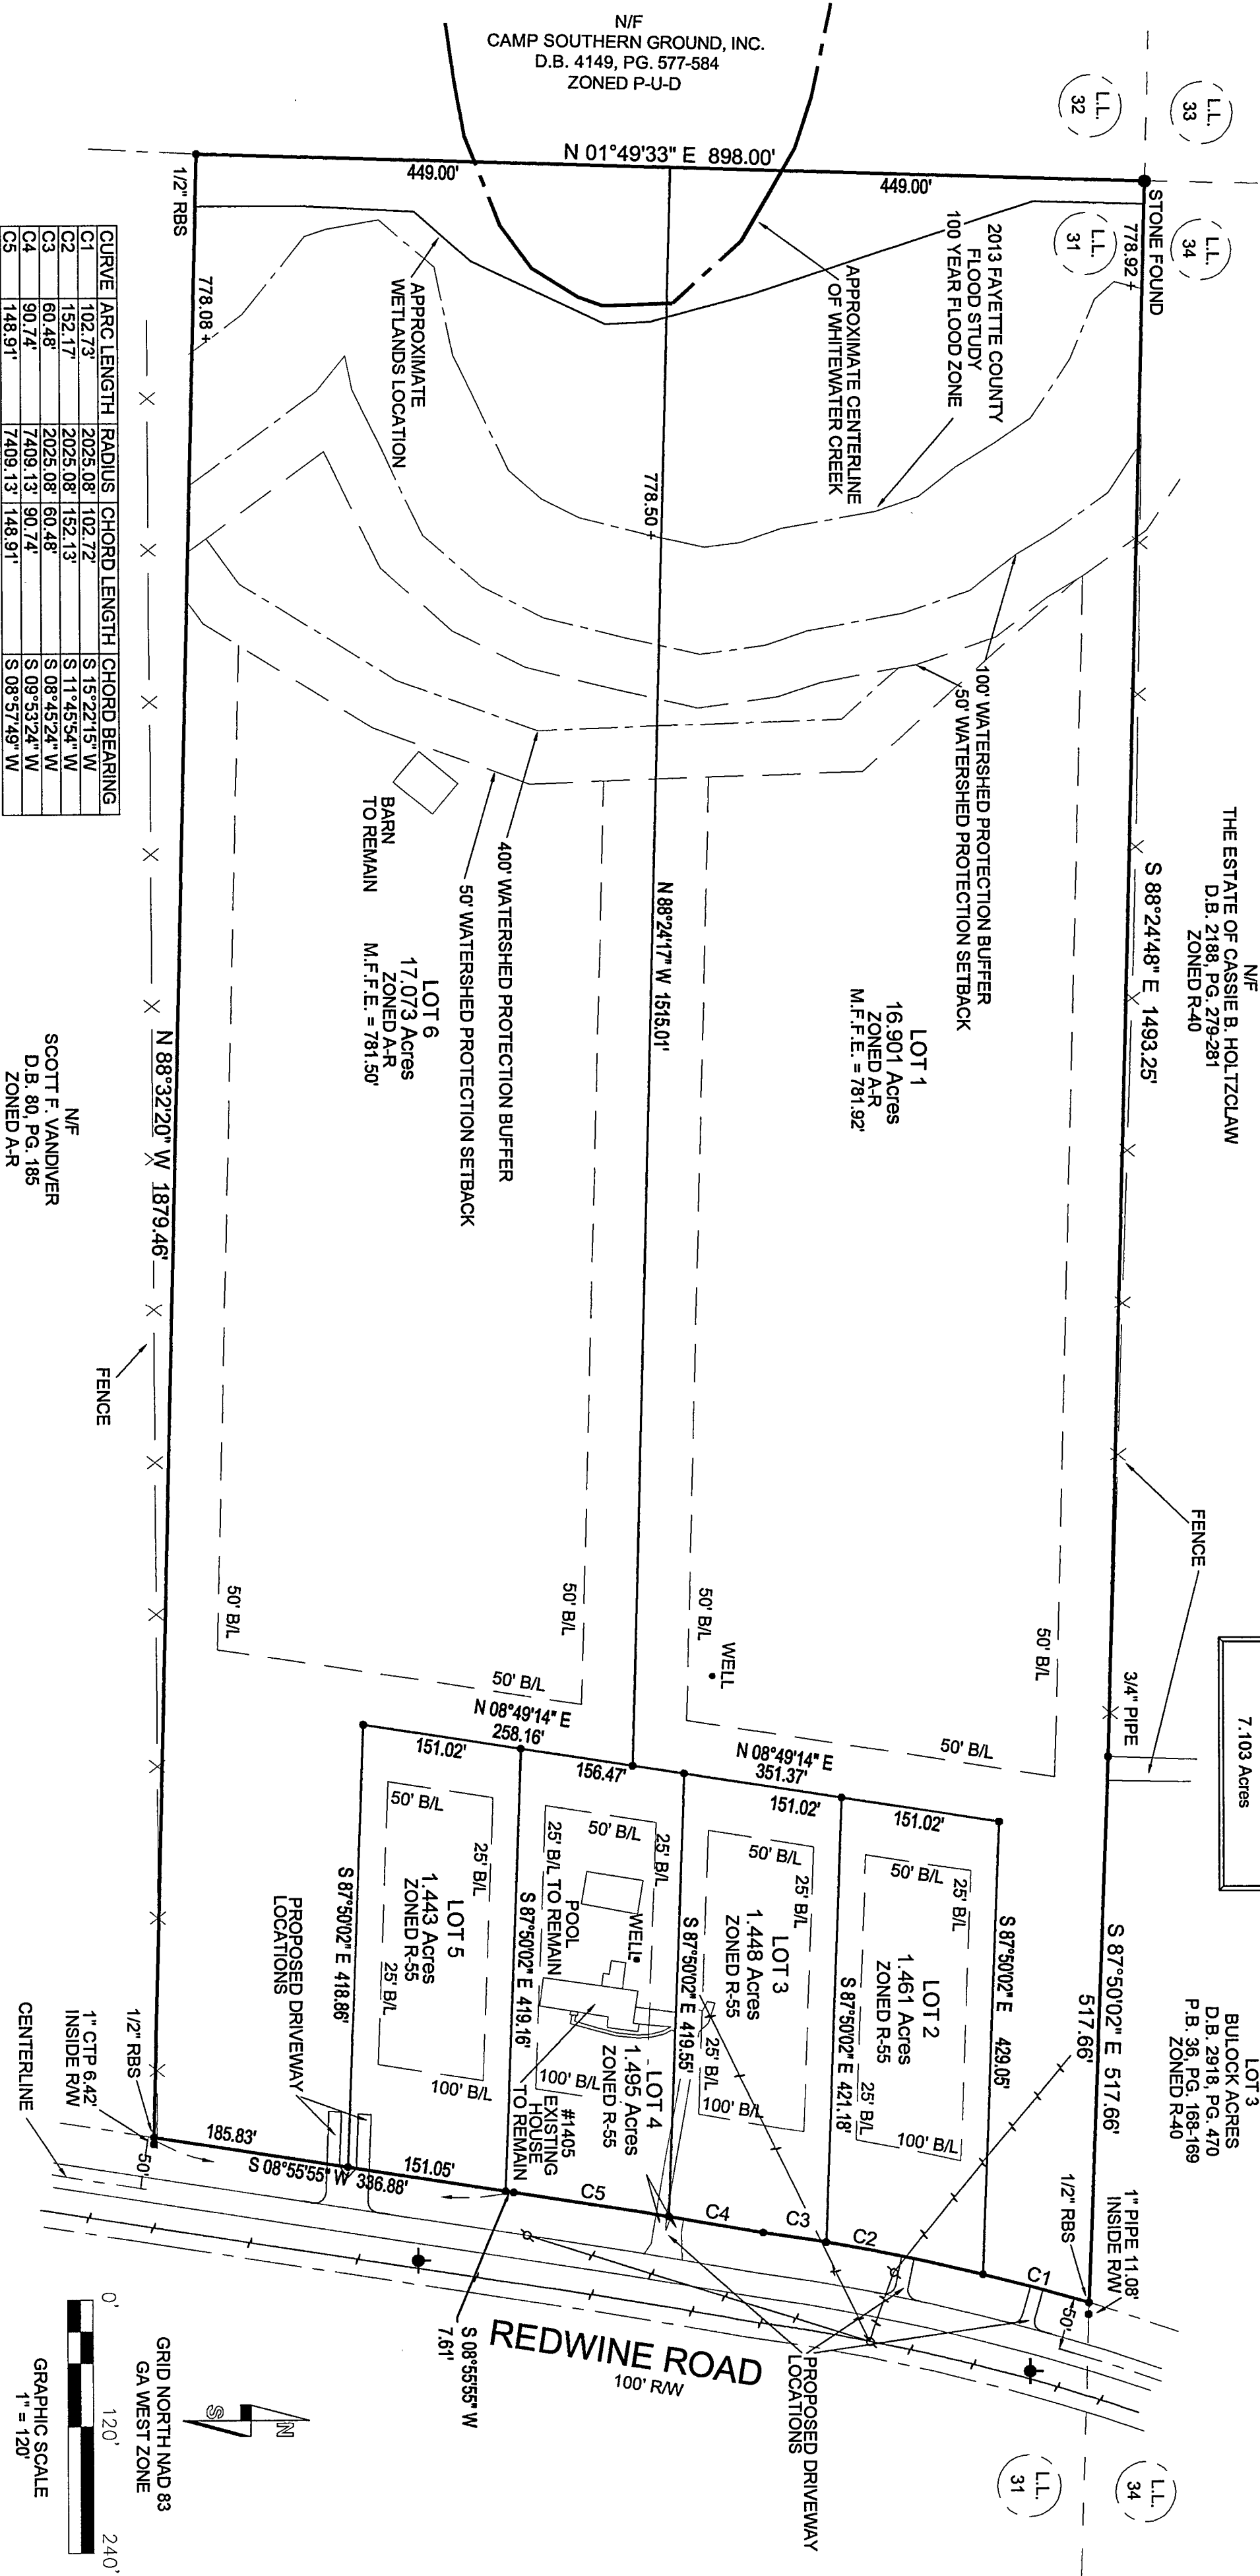 N/F
CAMP SOUTHERN GROUND, INC.
D.B. 4149, PG. 577-584
ZONED P-U-D
L.L.
32
L.L.
33
L.L.
31
L.L.
34
N 01°49'33" E 898.00'
449.00'
449.00'
STONE FOUND
778.92 +
1/2" RBS
778.08 +
2013 FAYETTE COUNTY
FLOOD STUDY
100 YEAR FLOOD ZONE
APPROXIMATE CENTERLINE
OF WHITEWATER CREEK
APPROXIMATE
WETLANDS LOCATION
778.50 +
CURVE ARC LENGTH RADIUS CHORD LENGTH CHORD BEARING
C1 102.73' 2025.08' 102.72' S 15°22'15" W
C2 152.17' 2025.08' 152.13' S 11°45'54" W
C3 60.48' 2025.08' 60.48' S 08°45'24" W
C4 90.74' 7409.13' 90.74' S 09°53'24" W
C5 148.91' 7409.13' 148.91' S 08°57'49" W
100' WATERSHED PROTECTION BUFFER
50' WATERSHED PROTECTION SETBACK
400' WATERSHED PROTECTION BUFFER
50' WATERSHED PROTECTION SETBACK
BARN
TO REMAIN
N/F
THE ESTATE OF CASSIE B. HOLTZCLAW
D.B. 2188, PG. 279-281
ZONED R-40
S 88°24'48" E 1493.25'
LOT 1
16.901 Acres
ZONED A-R
M.F.F.E. = 781.92'
N 88°24'17" W 1515.01'
LOT 6
17.073 Acres
ZONED A-R
M.F.F.E. = 781.50'
N 88°32'20" W 1879.46'
N/F
SCOTT F. VANDIVER
D.B. 80, PG. 185
ZONED A-R
FENCE
FENCE
7.103 Acres
3/4" PIPE
50' B/L
50' B/L
50' B/L
50' B/L
WELL
50' B/L
50' B/L
N 08°49'14" E
258.16'
N 08°49'14" E
351.37'
151.02'
156.47'
151.02'
151.02'
LOT 3
BULOCK ACRES
D.B. 2918, PG. 470
P.B. 36, PG. 168-169
ZONED R-40
S 87°50'02" E 517.66'
517.66'
S 87°50'02" E 429.05'
50' B/L
25' B/L
LOT 2
1.461 Acres
ZONED R-55
25' B/L
100' B/L
S 87°50'02" E 421.18'
50' B/L
25' B/L
LOT 3
1.448 Acres
ZONED R-55
25' B/L
100' B/L
S 87°50'02" E 419.55'
50' B/L
25' B/L
25' B/L
POOL
TO REMAIN
WELL
LOT 4
1.495 Acres
ZONED R-55
100' B/L
#1405
EXISTING
HOUSE
TO REMAIN
S 87°50'02" E 419.16'
50' B/L
25' B/L
LOT 5
1.443 Acres
ZONED R-55
25' B/L
100' B/L
S 87°50'02" E 418.86'
PROPOSED DRIVEWAY
LOCATIONS
1/2" RBS
1" CTP 6.42'
INSIDE R/W
CENTERLINE
50'
185.83'
S 08°55'55" W 336.88'
151.05'
C5
C4
C3
C2
C1
1" PIPE 11.08'
INSIDE R/W
1/2" RBS
50'
S 08°55'55" W
7.61'
REDWINE ROAD
100' R/W
PROPOSED DRIVEWAY
LOCATIONS
L.L.
31
L.L.
34
S
N
GRID NORTH NAD 83
GA WEST ZONE
0'
120'
240'
GRAPHIC SCALE
1" = 120'